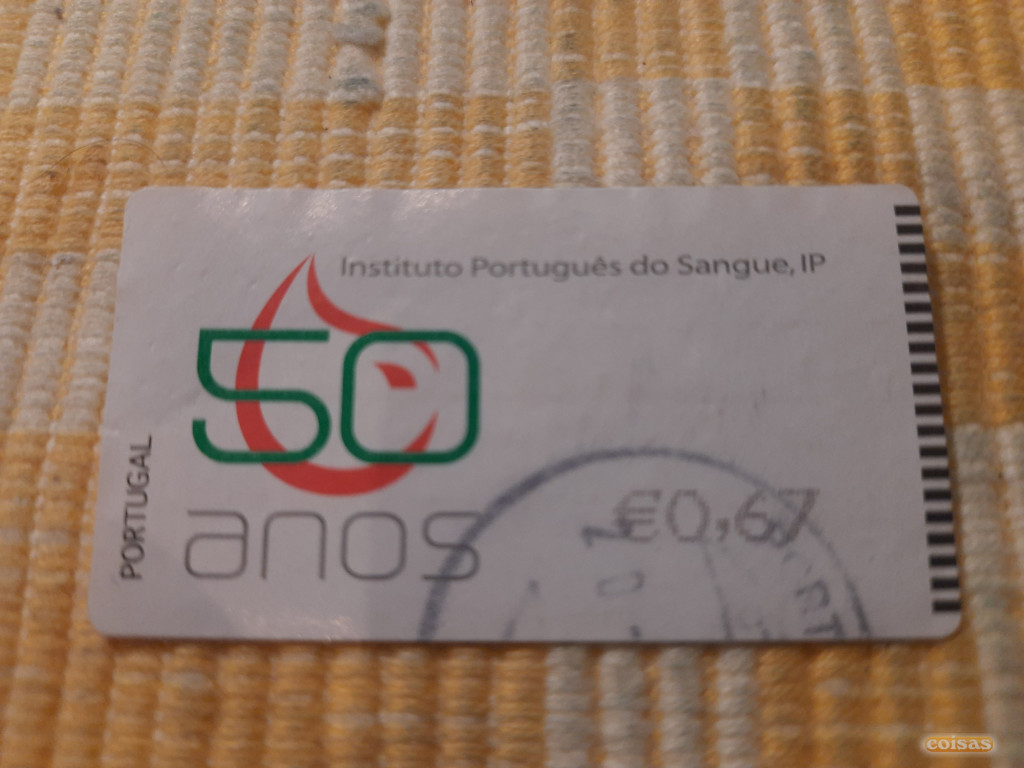 Instituto Português do Sangue, IP
50
anos
PORTUGAL
€0,67
coisas